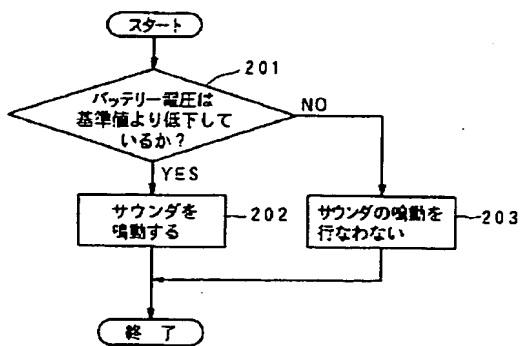 スタート
201
バッテリー電圧は
基準値より低下して
いるか？
NO
YES
サウンダを
鳴動する
202
サウンダの鳴動を
行なわない
203
終了